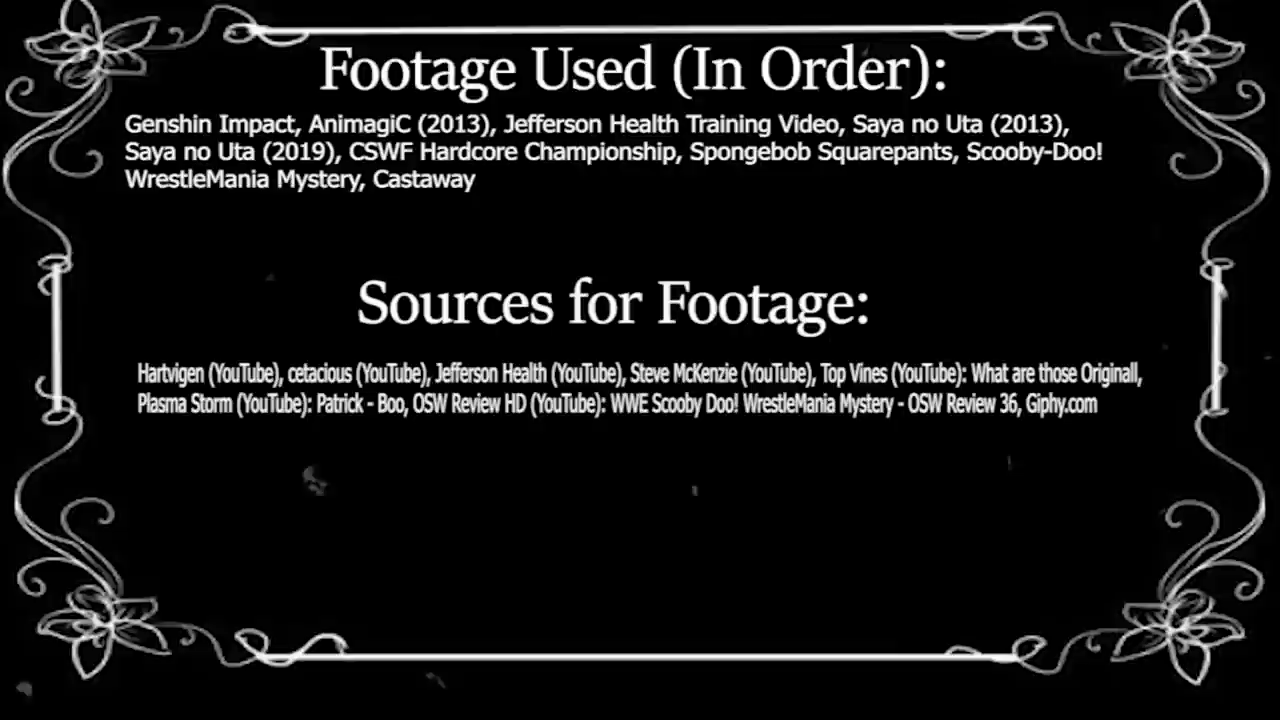 Footage Used (In Order):
Genshin Impact, AnimagiC (2013), Jefferson Health Training Video, Saya no Uta (2013),
Saya no Uta (2019), CSWF Hardcore Championship, Spongebob Squarepants, Scooby-Doo!
WrestleMania Mystery, Castaway
Sources for Footage:
Hartvigen (YouTube), cetacious (YouTube), Jefferson Health (YouTube), Steve McKenzie (YouTube), Top Vines (YouTube): What are those Originall,
Plasma Storm (YouTube): Patrick - Boo, OSW Review HD (YouTube): WWE Scooby Doo! WrestleMania Mystery - OSW Review 36, Giphy.com